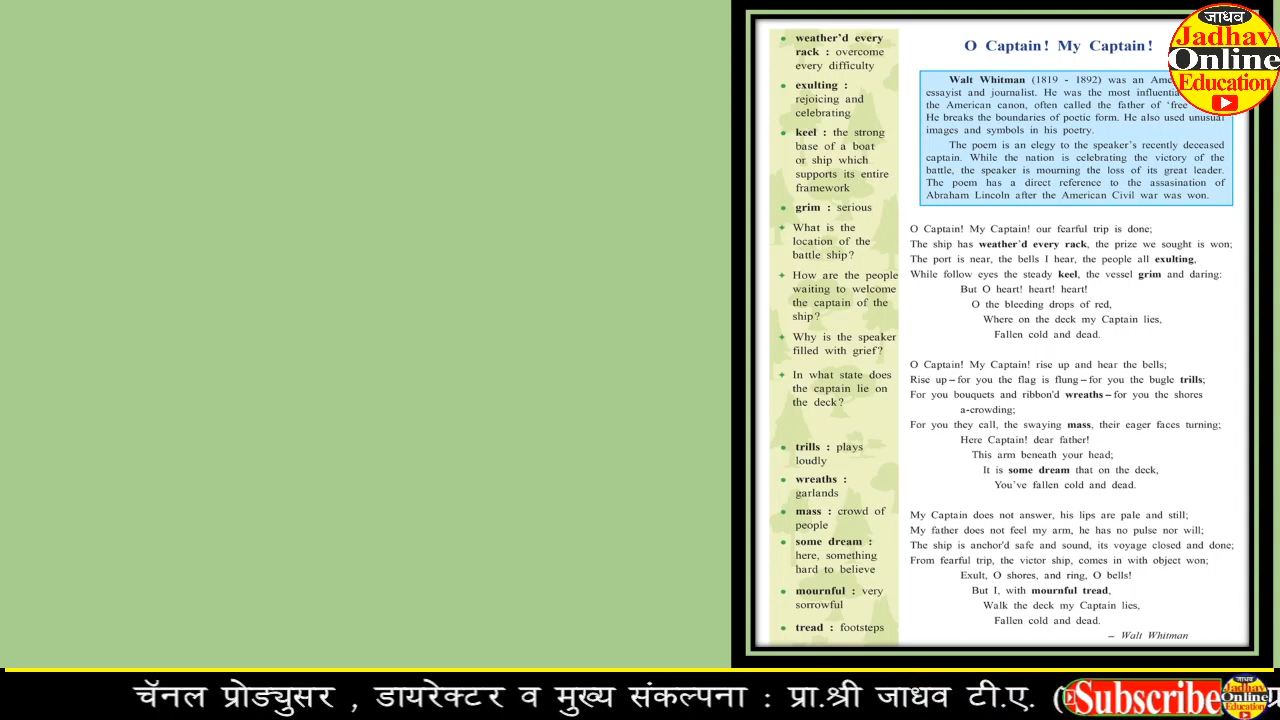 weather'd every
rack : overcome
every difficulty
exulting :
rejoicing and
celebrating
keel : the strong
base of a boat
or ship which
supports its entire
framework
grim : serious
What is the
location of the
battle ship?
How are the people
waiting to welcome
the captain of the
ship?
Why is the speaker
filled with grief?
In what state does
the captain lie on
the deck?
trills : plays
loudly
wreaths :
garlands
mass : crowd of
people
some dream :
here, something
hard to believe
mournful : very
sorrowful
tread : footsteps
O Captain! My Captain!
Walt Whitman (1819 - 1892) was an
essayist and journalist. He was the most
the American canon, often called the father of 'free
He breaks the boundaries of poetic form. He also used unusual
images and symbols in his poetry.
The poem is an elegy to the speaker's recently deceased
captain. While the nation is celebrating the victory of the
battle, the speaker is mourning the loss of its great leader.
The poem has a direct reference to the assasination of
Abraham Lincoln after the American Civil war was won.
O Captain! My Captain! our fearful trip is done;
The ship has weather'd every rack, the prize we sought is won;
The port is near, the bells I hear, the people all exulting,
While follow eyes the steady keel, the vessel grim and daring:
But O heart! heart! heart!
O the bleeding drops of red,
Where on the deck my Captain lies,
Fallen cold and dead.
O Captain! My Captain! rise up and hear the bells;
Rise up – for you the flag is flung – for you the bugle trills;
For you bouquets and ribbon'd wreaths – for you the shores
a-crowding;
For you they call, the swaying mass, their eager faces turning;
Here Captain! dear father!
This arm beneath your head;
It is some dream that on the deck,
You've fallen cold and dead.
My Captain does not answer, his lips are pale and still;
My father does not feel my arm, he has no pulse nor will;
The ship is anchor'd safe and sound, its voyage closed and done;
From fearful trip, the victor ship, comes in with object won;
Exult, O shores, and ring, O bells!
But I, with mournful tread,
Walk the deck my Captain lies,
Fallen cold and dead.
– Walt Whitman
जाधव
Jadhav
Online
Education
चॅनल प्रोड्युसर , डायरेक्टर व मुख्य संकल्पना : प्रा.श्री जाधव टी.ए. (
Subscribe
जाधव
Jadhav
Online
Education